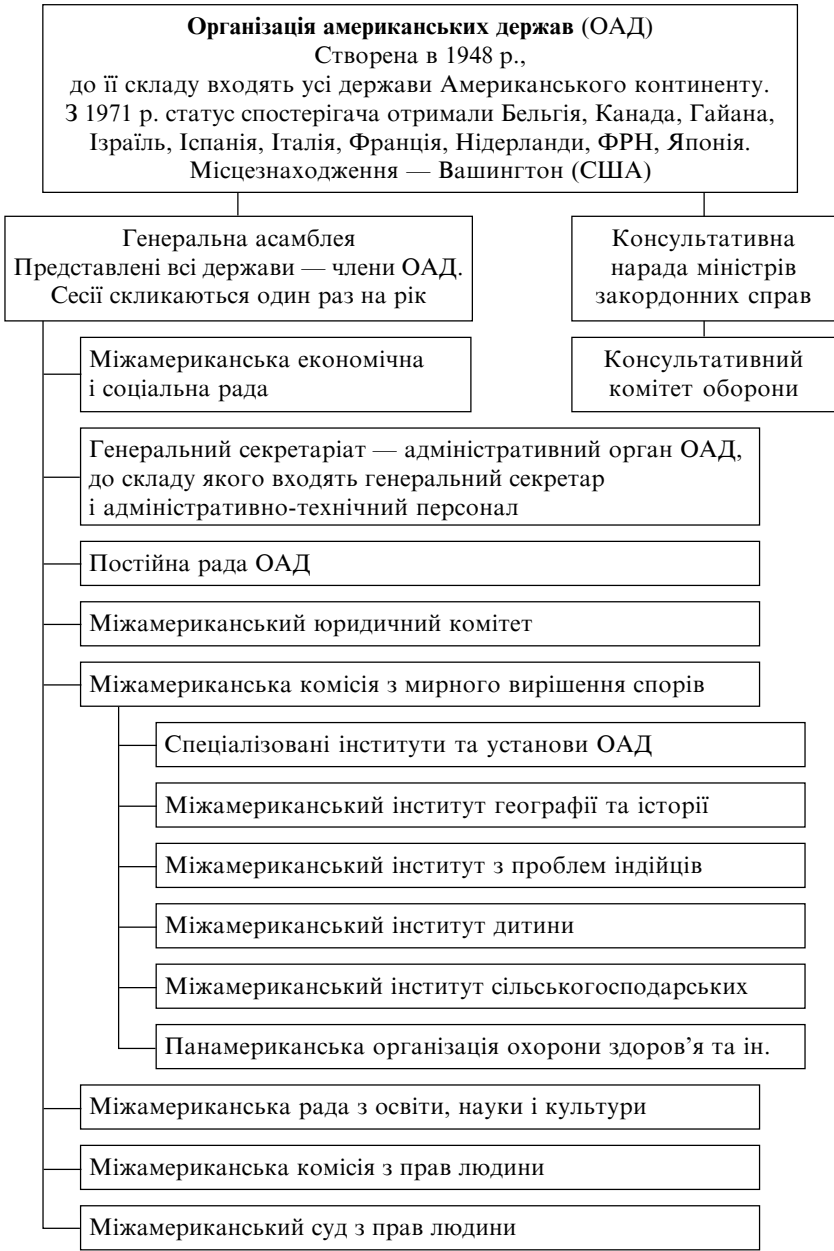 Організація американських держав (ОАД)
Створена в 1948 р.,
до її складу входять усі держави Американського континенту.
З 1971 р. статус спостерігача отримали Бельгія, Канада, Гайана,
Ізраїль, Іспанія, Італія, Франція, Нідерланди, ФРН, Японія.
Місцезнаходження — Вашингтон (США)
Генеральна асамблея
Представлені всі держави — члени ОАД.
Сесії скликаються один раз на рік
Консультативна
нарада міністрів
закордонних справ
Міжамериканська економічна
і соціальна рада
Консультативний
комітет оборони
Генеральний секретаріат — адміністративний орган ОАД,
до складу якого входять генеральний секретар
і адміністративно-технічний персонал
Постійна рада ОАД
Міжамериканський юридичний комітет
Міжамериканська комісія з мирного вирішення спорів
Спеціалізовані інститути та установи ОАД
Міжамериканський інститут географії та історії
Міжамериканський інститут з проблем індійців
Міжамериканський інститут дитини
Міжамериканський інститут сільськогосподарських
Панамериканська організація охорони здоров’я та ін.
Міжамериканська рада з освіти, науки і культури
Міжамериканська комісія з прав людини
Міжамериканський суд з прав людини